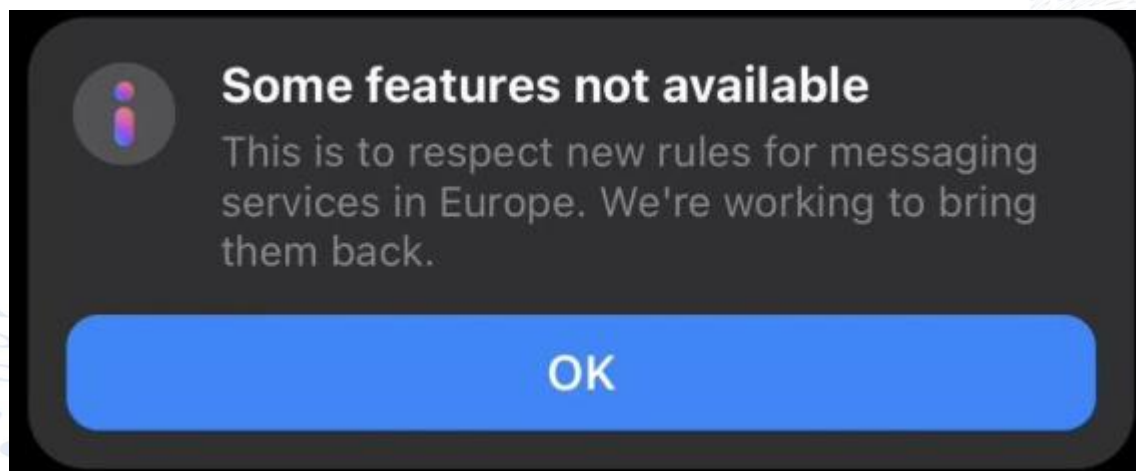 Some features not available
This is to respect new rules for messaging
services in Europe. We're working to bring
them back.
OK